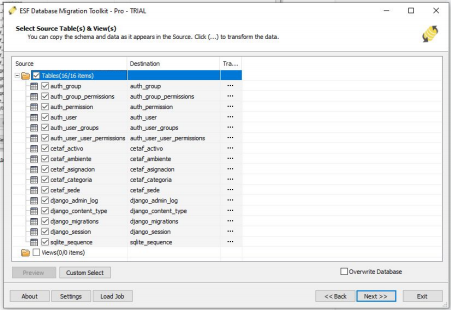 ESF Database Migration Toolkit - Pro - TRIAL
Select Source Table(s) & View(s)
You can copy the schema and data as it appears in the Source. Click (...) to transform the data.
Source Destination Tra...
Tables(16/16 items)
auth_group auth_group ...
auth_group_permissions auth_group_permissions ...
auth_permission auth_permission ...
auth_user auth_user ...
auth_user_groups auth_user_groups ...
auth_user_user_permissions auth_user_user_permissions ...
cetaf_activo cetaf_activo ...
cetaf_ambiente cetaf_ambiente ...
cetaf_asignacion cetaf_asignacion ...
cetaf_categoria cetaf_categoria ...
cetaf_sede cetaf_sede ...
django_admin_log django_admin_log ...
django_content_type django_content_type ...
django_migrations django_migrations ...
django_session django_session ...
sqlite_sequence sqlite_sequence ...
Views(0/0 items)
Preview Custom Select Overwrite Database
About Settings Load Job << Back Next >> Exit